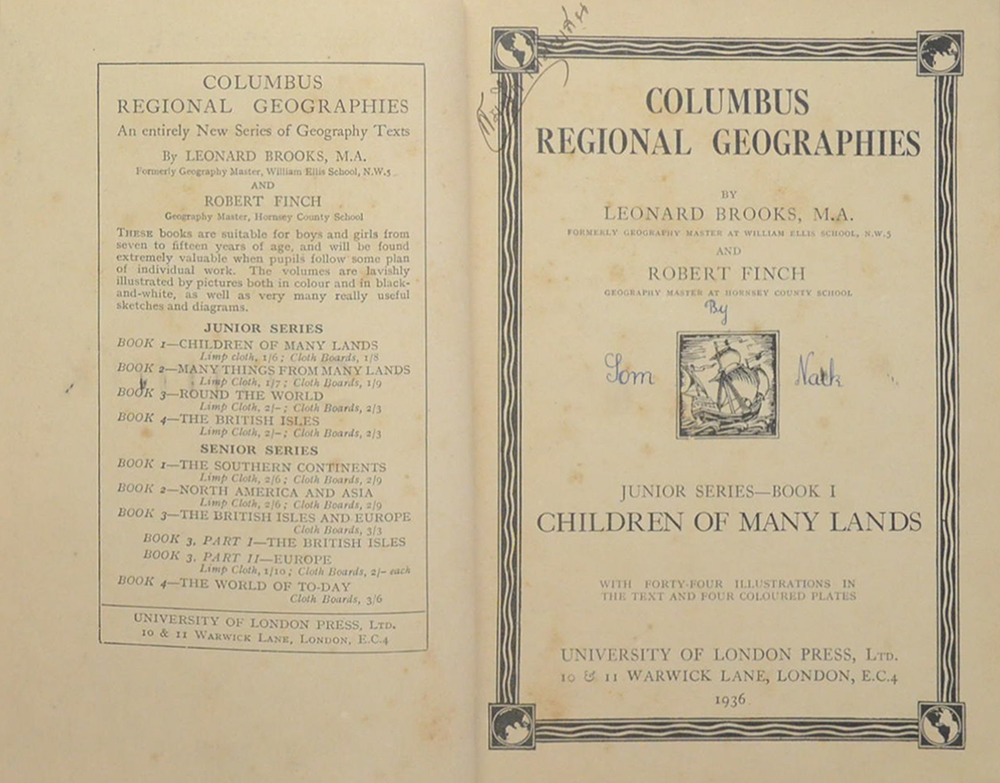 COLUMBUS
REGIONAL GEOGRAPHIES
An entirely New Series of Geography Texts
By LEONARD BROOKS, M.A.
Formerly Geography Master, William Ellis School, N.W.5
AND
ROBERT FINCH
Geography Master, Hornsey County School
THESE books are suitable for boys and girls from
seven to fifteen years of age, and will be found
extremely valuable when pupils follow some plan
of individual work. The volumes are lavishly
illustrated by pictures both in colour and in black-
and-white, as well as very many really useful
sketches and diagrams.
JUNIOR SERIES
BOOK 1—CHILDREN OF MANY LANDS
Limp cloth, 1/6; Cloth Boards, 1/8
BOOK 2—MANY THINGS FROM MANY LANDS
Limp Cloth, 1/7; Cloth Boards, 1/9
BOOK 3—ROUND THE WORLD
Limp Cloth, 2/-; Cloth Boards, 2/3
BOOK 4—THE BRITISH ISLES
Limp Cloth, 2/-; Cloth Boards, 2/3
SENIOR SERIES
BOOK 1—THE SOUTHERN CONTINENTS
Limp Cloth, 2/6; Cloth Boards, 2/9
BOOK 2—NORTH AMERICA AND ASIA
Limp Cloth, 2/6; Cloth Boards, 2/9
BOOK 3—THE BRITISH ISLES AND EUROPE
Cloth Boards, 3/3
BOOK 3, PART I—THE BRITISH ISLES
BOOK 3, PART II—EUROPE
Limp Cloth, 1/10; Cloth Boards, 2/- each
BOOK 4—THE WORLD OF TO-DAY
Cloth Boards, 3/6
UNIVERSITY OF LONDON PRESS, LTD.
10 & 11 WARWICK LANE, LONDON, E.C.4
COLUMBUS
REGIONAL GEOGRAPHIES
BY
LEONARD BROOKS, M.A.
FORMERLY GEOGRAPHY MASTER AT WILLIAM ELLIS SCHOOL, N.W.5
AND
ROBERT FINCH
GEOGRAPHY MASTER AT HORNSEY COUNTY SCHOOL
By
Som Nack
JUNIOR SERIES—BOOK I
CHILDREN OF MANY LANDS
WITH FORTY-FOUR ILLUSTRATIONS IN
THE TEXT AND FOUR COLOURED PLATES
UNIVERSITY OF LONDON PRESS, LTD.
10 & 11 WARWICK LANE, LONDON, E.C.4
1936